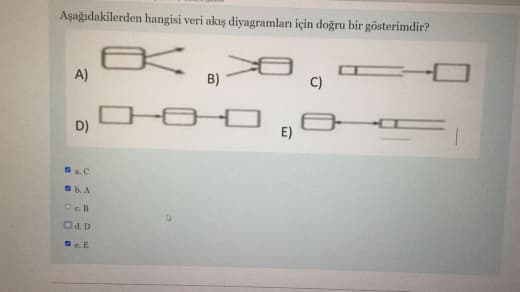 Aşağıdakilerden hangisi veri akış diyagramları için doğru bir gösterimdir?
A)
B)
C)
D)
E)
a. C
b. A
c. B
d. D
e. E